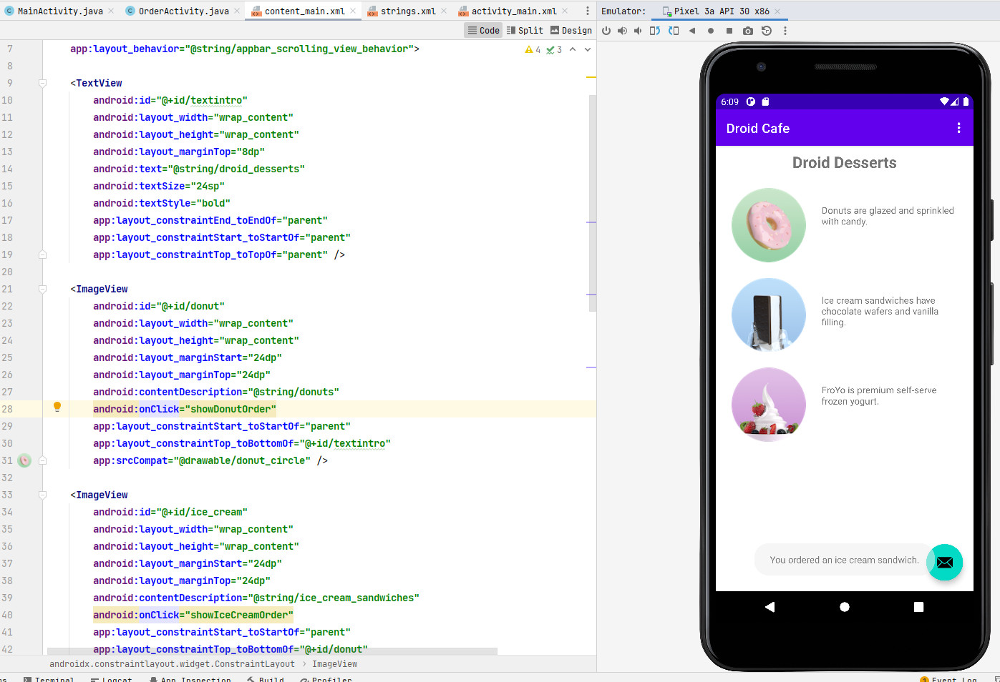 MainActivity.java
OrderActivity.java
content_main.xml
strings.xml
activity_main.xml
Emulator:
Pixel 3a API 30 x86
Code
Split
Design
4
3
7 app:layout_behavior="@string/appbar_scrolling_view_behavior">
8
9 <TextView
10 android:id="@+id/textintro"
11 android:layout_width="wrap_content"
12 android:layout_height="wrap_content"
13 android:layout_marginTop="8dp"
14 android:text="@string/droid_desserts"
15 android:textSize="24sp"
16 android:textStyle="bold"
17 app:layout_constraintEnd_toEndOf="parent"
18 app:layout_constraintStart_toStartOf="parent"
19 app:layout_constraintTop_toTopOf="parent" />
20
21 <ImageView
22 android:id="@+id/donut"
23 android:layout_width="wrap_content"
24 android:layout_height="wrap_content"
25 android:layout_marginStart="24dp"
26 android:layout_marginTop="24dp"
27 android:contentDescription="@string/donuts"
28 android:onClick="showDonutOrder"
29 app:layout_constraintStart_toStartOf="parent"
30 app:layout_constraintTop_toBottomOf="@+id/textintro"
31 app:srcCompat="@drawable/donut_circle" />
32
33 <ImageView
34 android:id="@+id/ice_cream"
35 android:layout_width="wrap_content"
36 android:layout_height="wrap_content"
37 android:layout_marginStart="24dp"
38 android:layout_marginTop="24dp"
39 android:contentDescription="@string/ice_cream_sandwiches"
40 android:onClick="showIceCreamOrder"
41 app:layout_constraintStart_toStartOf="parent"
42 app:layout_constraintTop_toBottomOf="@+id/donut"
androidx.constraintlayout.widget.ConstraintLayout › ImageView
Terminal
Logcat
App Inspection
Build
Profiler
1 Event Log
6:09
Droid Cafe
Droid Desserts
Donuts are glazed and sprinkled
with candy.
Ice cream sandwiches have
chocolate wafers and vanilla
filling.
FroYo is premium self-serve
frozen yogurt.
You ordered an ice cream sandwich.